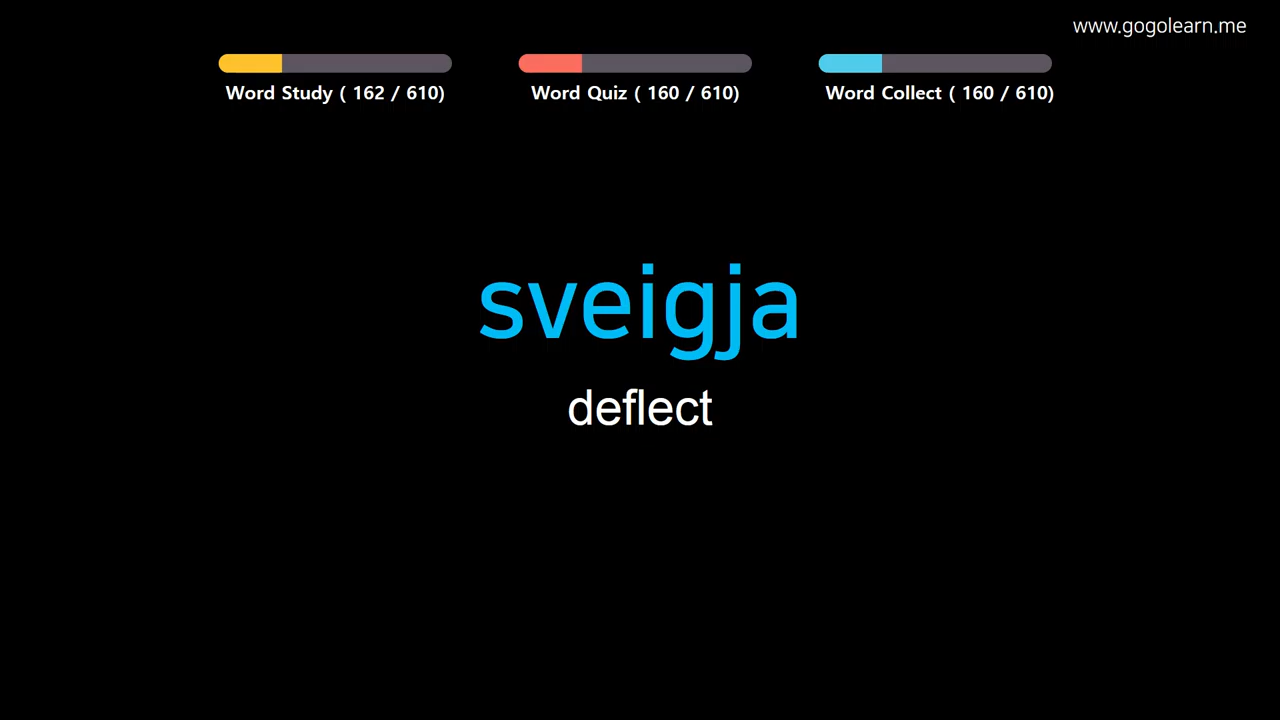 www.gogolearn.me
Word Study ( 162 / 610)
Word Quiz ( 160 / 610)
Word Collect ( 160 / 610)
sveigja
deflect